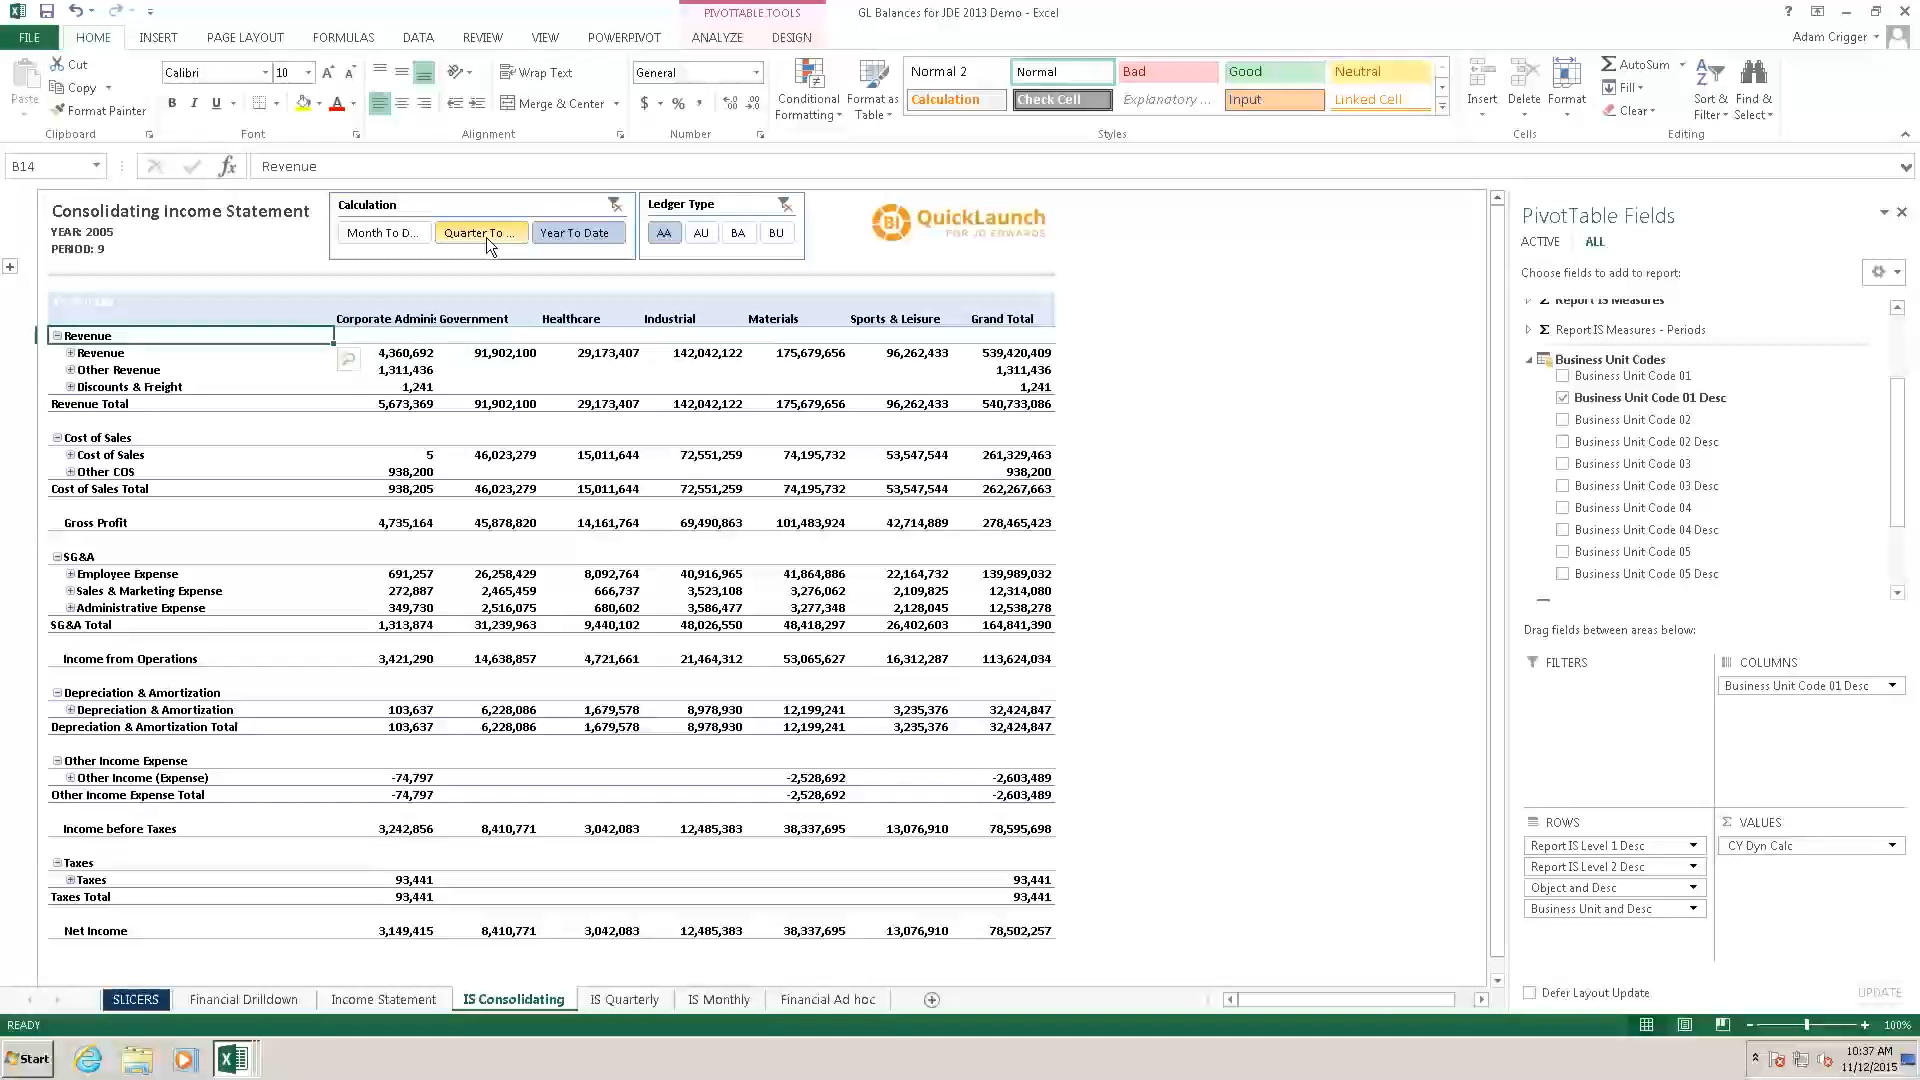 PIVOTTABLE TOOLS
GL Balances for JDE 2013 Demo - Excel
FILE HOME INSERT PAGE LAYOUT FORMULAS DATA REVIEW VIEW POWERPIVOT ANALYZE DESIGN
Adam Crigger
Paste
Cut
Copy
Format Painter
Calibri 10
B I U
Wrap Text
Merge & Center
General
$ %
Conditional Formatting
Format as Table
Normal 2 Normal Bad Good Neutral
Calculation Check Cell Explanatory ... Input Linked Cell
Insert Delete Format
AutoSum
Fill
Clear
Sort & Filter
Find & Select
Clipboard Font Alignment Number Styles Cells Editing
B14 fx Revenue
Consolidating Income Statement
YEAR: 2005
PERIOD: 9
Calculation
Month To D... Quarter To ... Year To Date
Ledger Type
AA AU BA BU
BI QuickLaunch
FOR JD EDWARDS
Corporate Adminis Government Healthcare Industrial Materials Sports & Leisure Grand Total
Revenue
Revenue 4,360,692 91,902,100 29,173,407 142,042,122 175,679,656 96,262,433 539,420,409
Other Revenue 1,311,436 1,311,436
Discounts & Freight 1,241 1,241
Revenue Total 5,673,369 91,902,100 29,173,407 142,042,122 175,679,656 96,262,433 540,733,086
Cost of Sales
Cost of Sales 5 46,023,279 15,011,644 72,551,259 74,195,732 53,547,544 261,329,463
Other COS 938,200 938,200
Cost of Sales Total 938,205 46,023,279 15,011,644 72,551,259 74,195,732 53,547,544 262,267,663
Gross Profit 4,735,164 45,878,820 14,161,764 69,490,863 101,483,924 42,714,889 278,465,423
SG&A
Employee Expense 691,257 26,258,429 8,092,764 40,916,965 41,864,886 22,164,732 139,989,032
Sales & Marketing Expense 272,887 2,465,459 666,737 3,523,108 3,276,062 2,109,825 12,314,080
Administrative Expense 349,730 2,516,075 680,602 3,586,477 3,277,348 2,128,045 12,538,278
SG&A Total 1,313,874 31,239,963 9,440,102 48,026,550 48,418,297 26,402,603 164,841,390
Income from Operations 3,421,290 14,638,857 4,721,661 21,464,312 53,065,627 16,312,287 113,624,034
Depreciation & Amortization
Depreciation & Amortization 103,637 6,228,086 1,679,578 8,978,930 12,199,241 3,235,376 32,424,847
Depreciation & Amortization Total 103,637 6,228,086 1,679,578 8,978,930 12,199,241 3,235,376 32,424,847
Other Income Expense
Other Income (Expense) -74,797 -2,528,692 -2,603,489
Other Income Expense Total -74,797 -2,528,692 -2,603,489
Income before Taxes 3,242,856 8,410,771 3,042,083 12,485,383 38,337,695 13,076,910 78,595,698
Taxes
Taxes 93,441 93,441
Taxes Total 93,441 93,441
Net Income 3,149,415 8,410,771 3,042,083 12,485,383 38,337,695 13,076,910 78,502,257
PivotTable Fields
ACTIVE ALL
Choose fields to add to report:
Report IS Measures
Report IS Measures - Periods
Business Unit Codes
Business Unit Code 01
Business Unit Code 01 Desc
Business Unit Code 02
Business Unit Code 02 Desc
Business Unit Code 03
Business Unit Code 03 Desc
Business Unit Code 04
Business Unit Code 04 Desc
Business Unit Code 05
Business Unit Code 05 Desc
Drag fields between areas below:
FILTERS COLUMNS
Business Unit Code 01 Desc
ROWS VALUES
Report IS Level 1 Desc CY Dyn Calc
Report IS Level 2 Desc
Object and Desc
Business Unit and Desc
Defer Layout Update UPDATE
SLICERS Financial Drilldown Income Statement IS Consolidating IS Quarterly IS Monthly Financial Ad hoc
READY 100%
Start
10:37 AM
11/12/2015